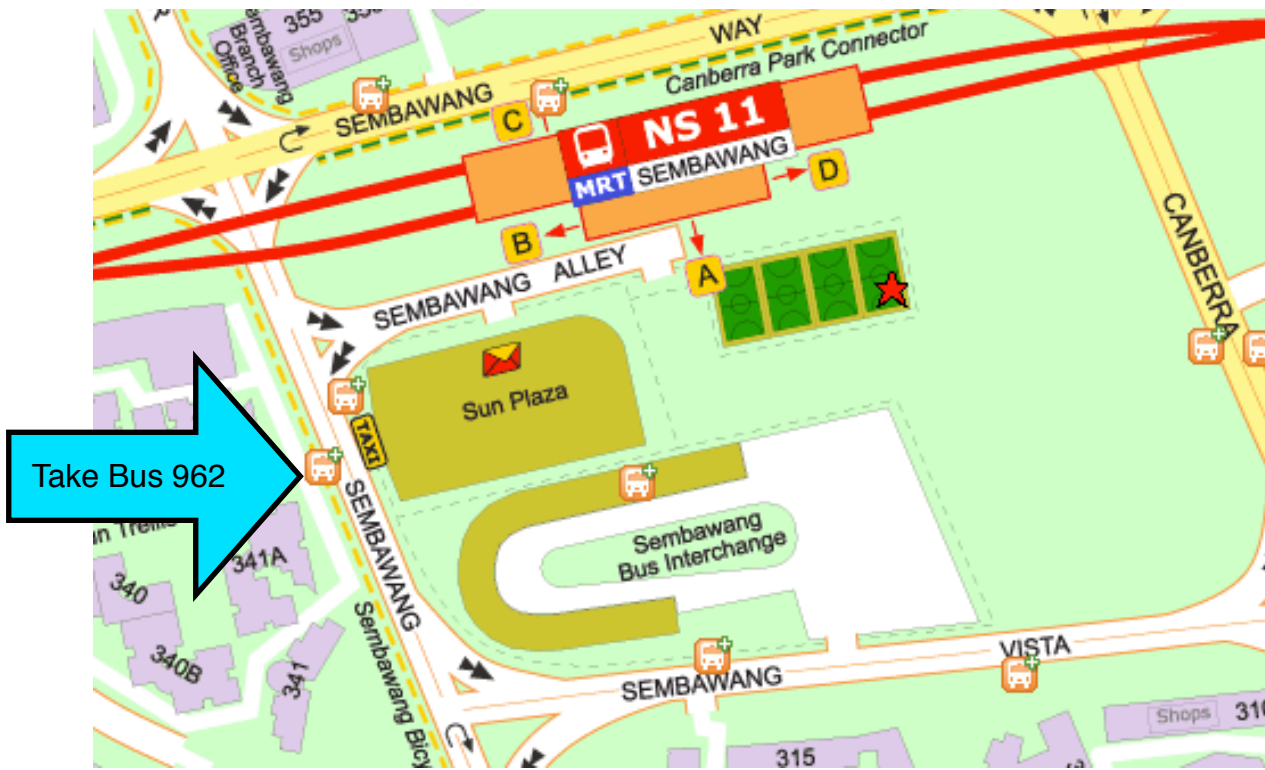 355
Shops
Sembawang
Branch
Office
WAY
Canberra Park Connector
SEMBAWANG
C
NS 11
MRT SEMBAWANG
D
B
A
CANBERRA
SEMBAWANG ALLEY
Sun Plaza
TAXI
Take Bus 962
SEMBAWANG
Sembawang
Bus Interchange
341A
340
340B
341
Sembawang Bicy
VISTA
SEMBAWANG
Shops
310
315